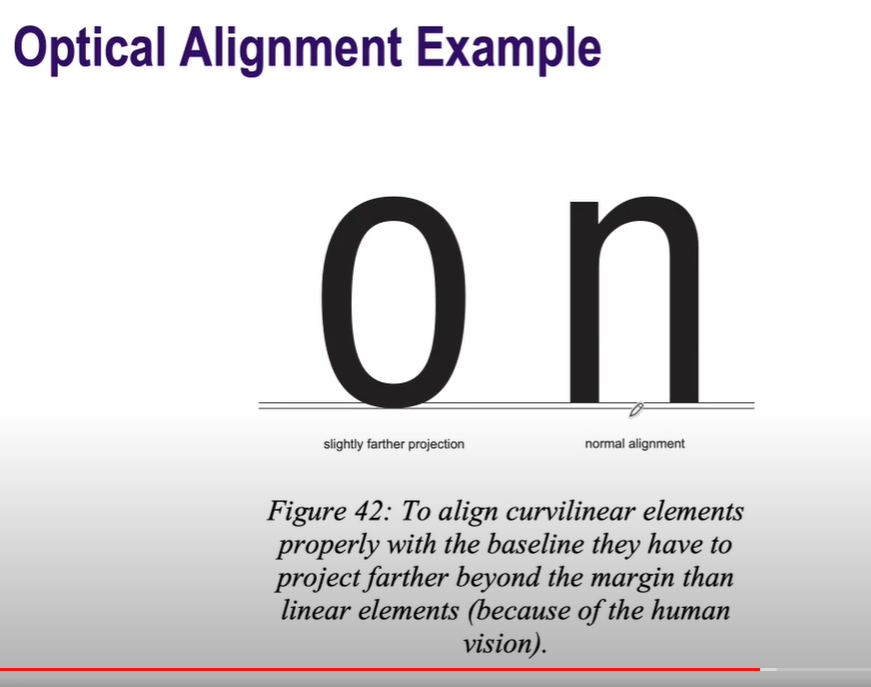 Optical Alignment Example
o n
slightly farther projection
normal alignment
Figure 42: To align curvilinear elements
properly with the baseline they have to
project farther beyond the margin than
linear elements (because of the human
vision).